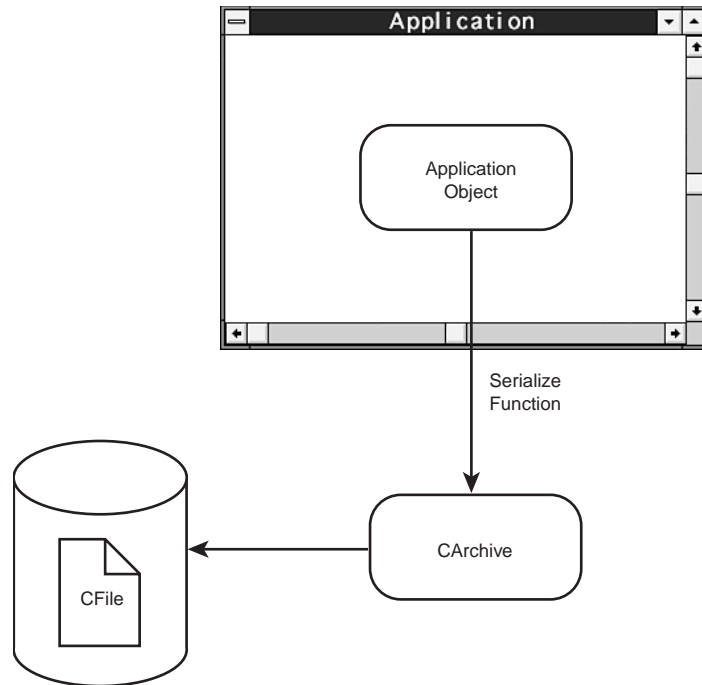 Application
Application
Object
Serialize
Function
CArchive
CFile